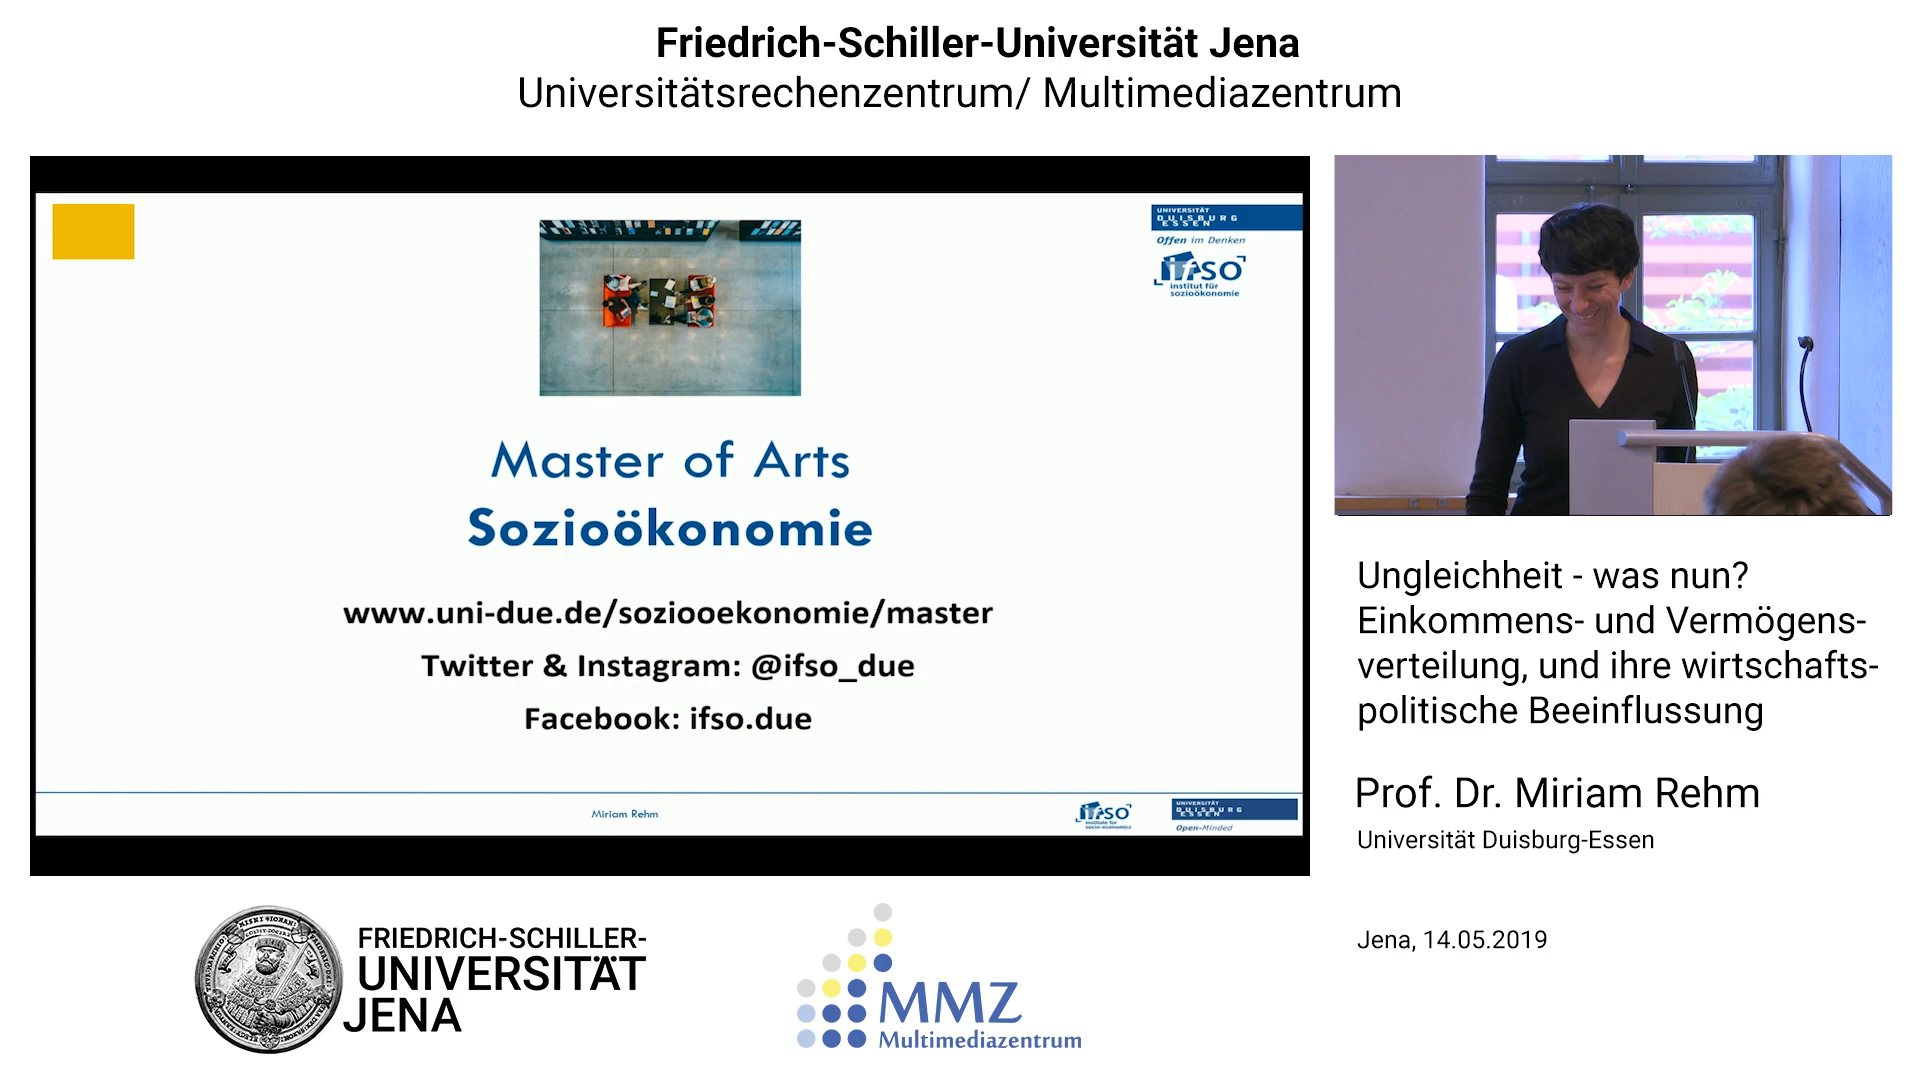 Friedrich-Schiller-Universität Jena
Universitätsrechenzentrum/ Multimediazentrum
UNIVERSITÄT
DUISBURG
ESSEN
Offen im Denken
ifso
institut für
sozioökonomie
Master of Arts
Sozioökonomie
www.uni-due.de/soziooekonomie/master
Twitter & Instagram: @ifso_due
Facebook: ifso.due
Miriam Rehm
ifso
institute for
socio-economics
UNIVERSITÄT
DUISBURG
ESSEN
Open-Minded
Ungleichheit - was nun?
Einkommens- und Vermögens-
verteilung, und ihre wirtschafts-
politische Beeinflussung
Prof. Dr. Miriam Rehm
Universität Duisburg-Essen
Jena, 14.05.2019
FRIEDRICH-SCHILLER-
UNIVERSITÄT
JENA
MMZ
Multimediazentrum